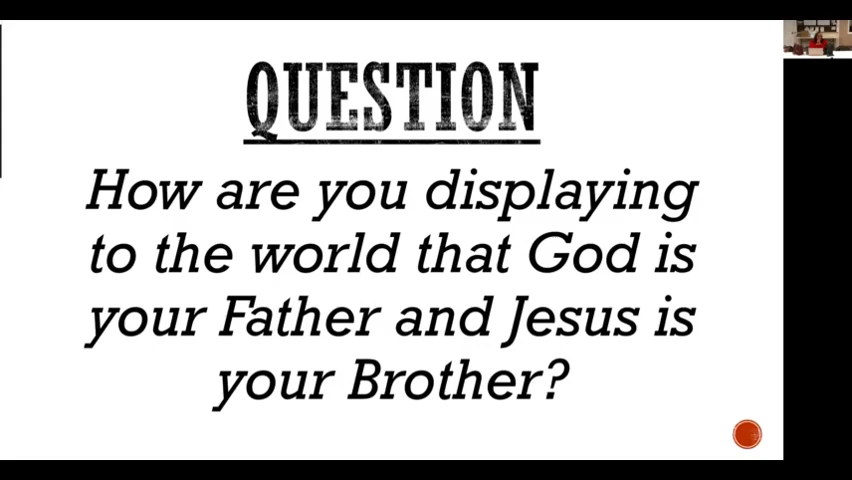 QUESTION
How are you displaying
to the world that God is
your Father and Jesus is
your Brother?